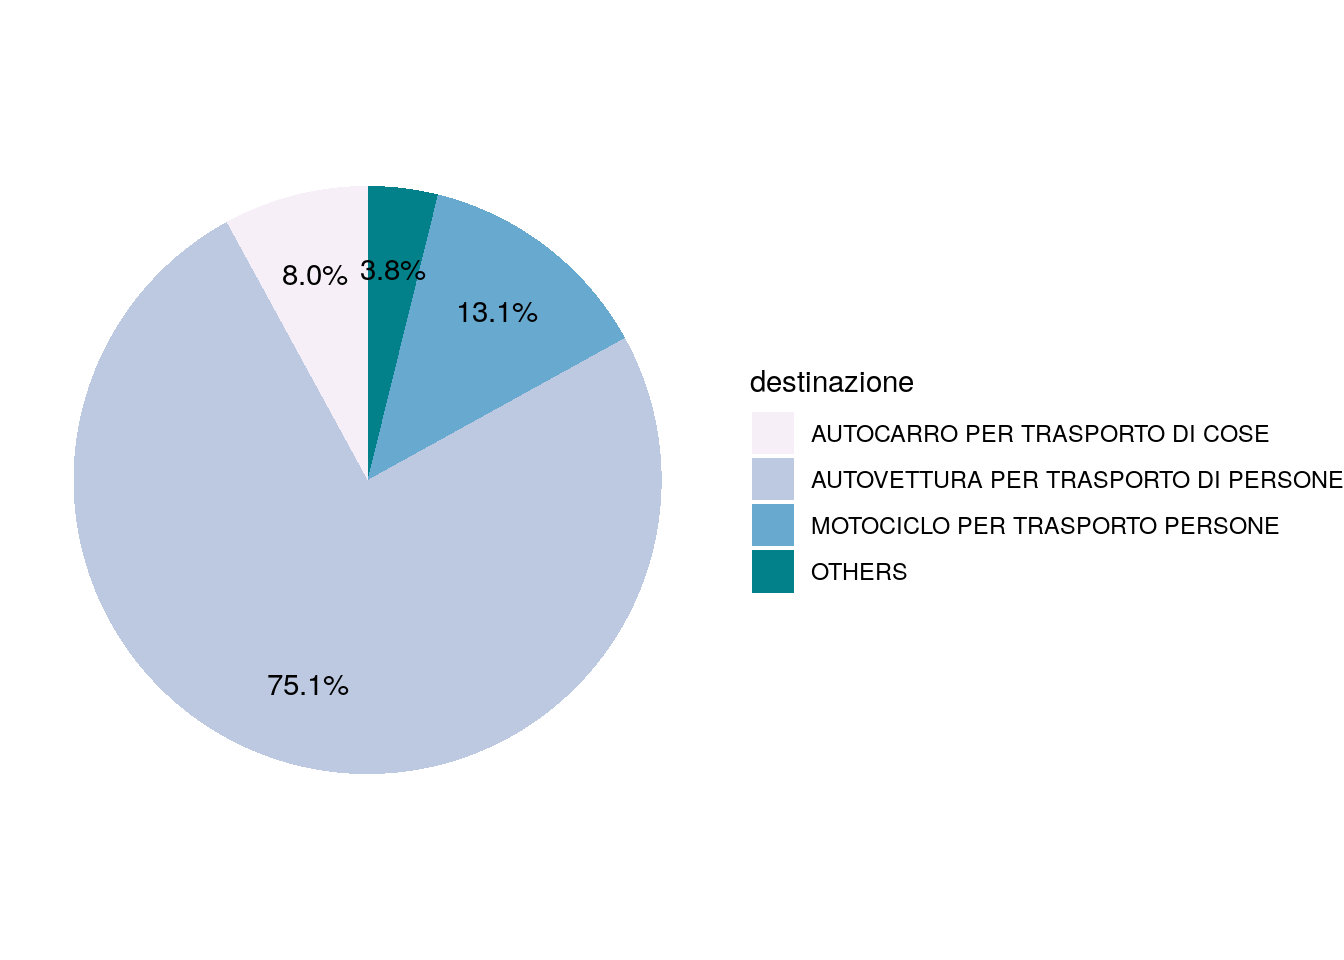 8.0%
3.8%
13.1%
75.1%
destinazione
AUTOCARRO PER TRASPORTO DI COSE
AUTOVETTURA PER TRASPORTO DI PERSONE
MOTOCICLO PER TRASPORTO PERSONE
OTHERS